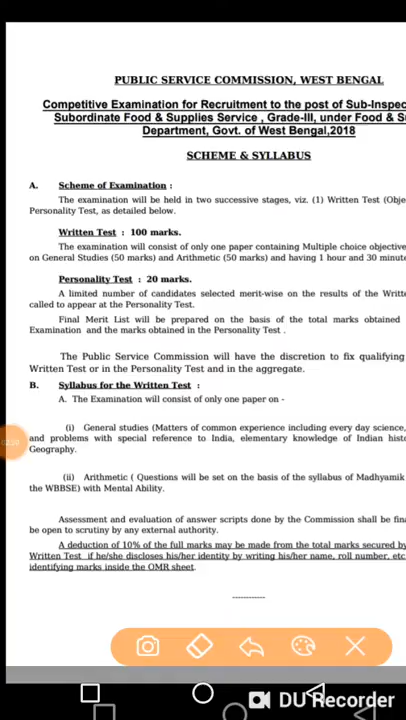 PUBLIC SERVICE COMMISSION, WEST BENGAL
Competitive Examination for Recruitment to the post of Sub-Inspec
Subordinate Food & Supplies Service , Grade-III, under Food & S
Department, Govt. of West Bengal,2018
SCHEME & SYLLABUS
A. Scheme of Examination :
The examination will be held in two successive stages, viz. (1) Written Test (Obje
Personality Test, as detailed below.
Written Test : 100 marks.
The examination will consist of only one paper containing Multiple choice objective
on General Studies (50 marks) and Arithmetic (50 marks) and having 1 hour and 30 minute
Personality Test : 20 marks.
A limited number of candidates selected merit-wise on the results of the Writte
called to appear at the Personality Test.
Final Merit List will be prepared on the basis of the total marks obtained
Examination and the marks obtained in the Personality Test .
The Public Service Commission will have the discretion to fix qualifying
Written Test or in the Personality Test and in the aggregate.
B. Syllabus for the Written Test :
A. The Examination will consist of only one paper on -
(i) General studies (Matters of common experience including every day science,
and problems with special reference to India, elementary knowledge of Indian histo
Geography.
(ii) Arithmetic ( Questions will be set on the basis of the syllabus of Madhyamik
the WBBSE) with Mental Ability.
Assessment and evaluation of answer scripts done by the Commission shall be fina
be open to scrutiny by any external authority.
A deduction of 10% of the full marks may be made from the total marks secured by
Written Test if he/she discloses his/her identity by writing his/her name, roll number, etc
identifying marks inside the OMR sheet.
------------
DU Recorder